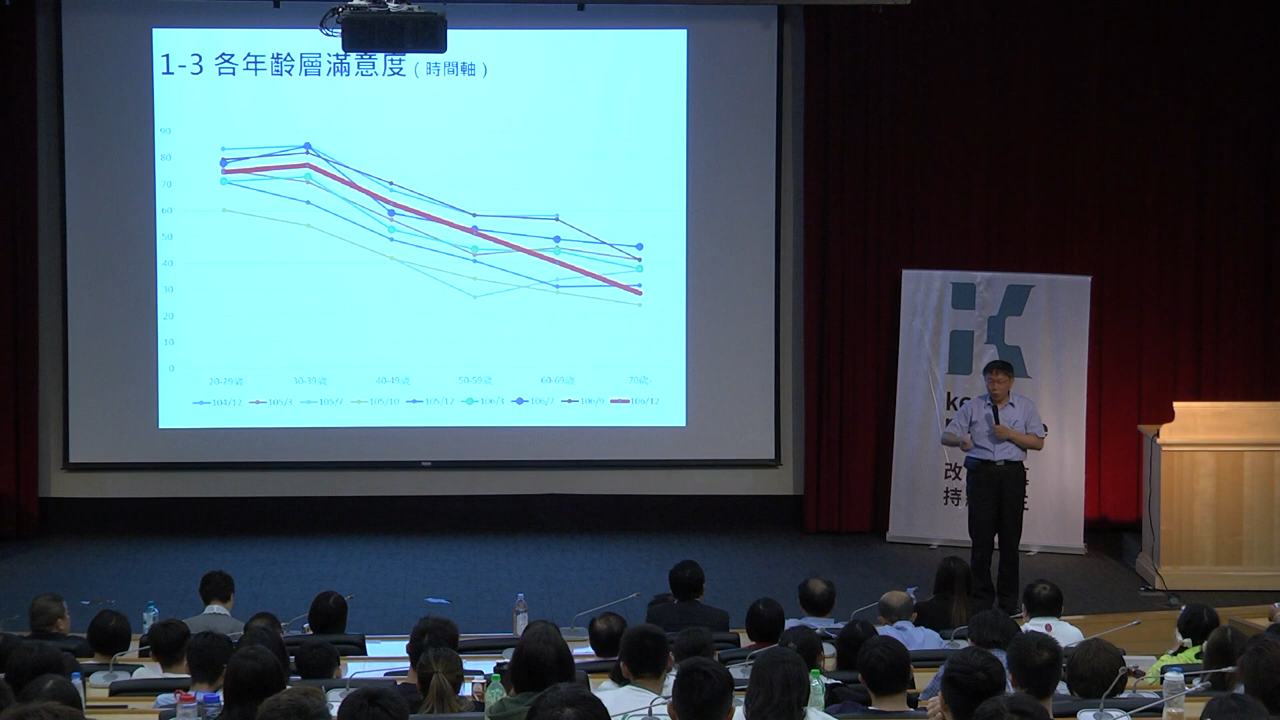 1-3 各年齡層滿意度（時間軸）
90
80
70
60
50
40
30
20
10
0
20-29歲 30-39歲 40-49歲 50-59歲 60-69歲 70歲-
104/12 105/3 105/7 105/10 105/12 106/3 106/7 106/9 106/12
K
ke
改
持